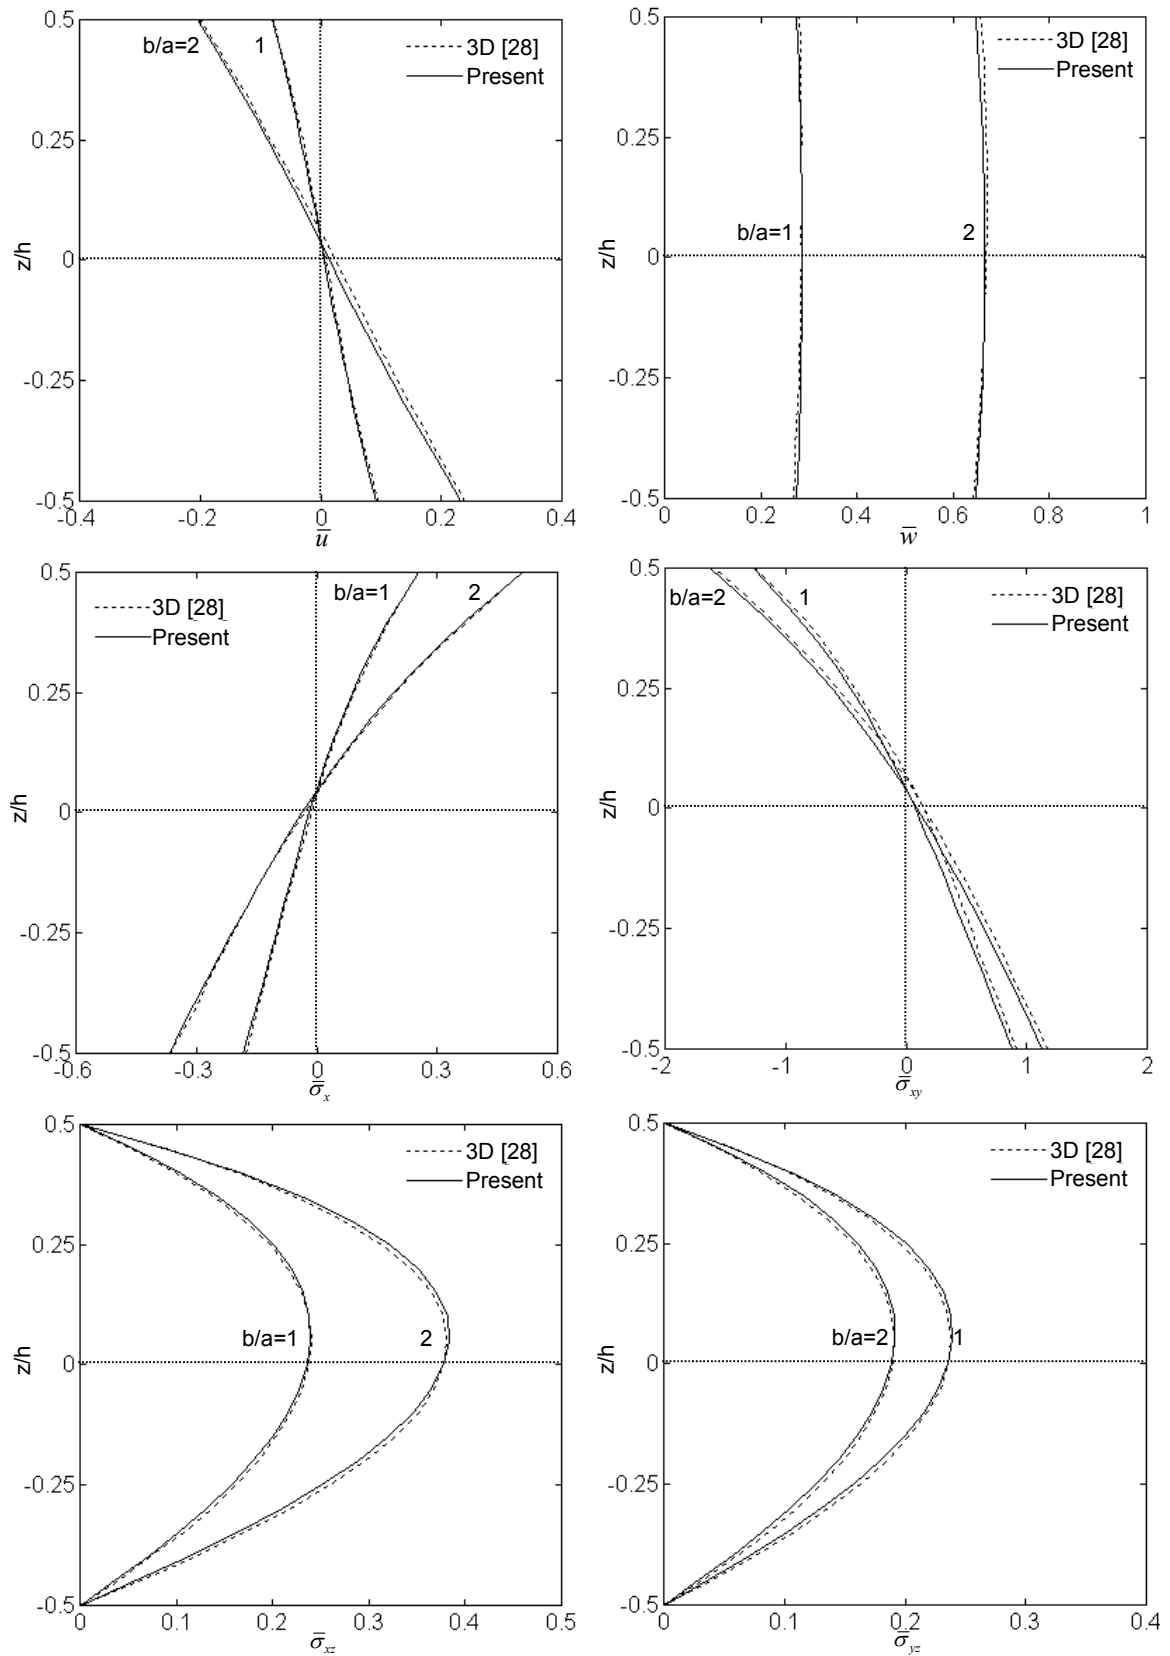 0.5
b/a=2
1
3D [28]
Present
0.25
z/h
0
-0.25
-0.5
-0.4
-0.2
0
0.2
0.4
u̅
0.5
3D [28]
Present
0.25
b/a=1
2
z/h
0
-0.25
-0.5
0
0.2
0.4
0.6
0.8
1
w̅
0.5
b/a=1
2
3D [28]
Present
0.25
z/h
0
-0.25
-0.5
-0.6
-0.3
0
0.3
0.6
σ̅x
0.5
b/a=2
1
3D [28]
Present
0.25
z/h
0
-0.25
-0.5
-2
-1
0
1
2
σ̅xy
0.5
3D [28]
Present
0.25
b/a=1
2
z/h
0
-0.25
-0.5
0
0.1
0.2
0.3
0.4
0.5
σ̅xz
0.5
3D [28]
Present
0.25
b/a=2
1
z/h
0
-0.25
-0.5
0
0.1
0.2
0.3
0.4
σ̅yz